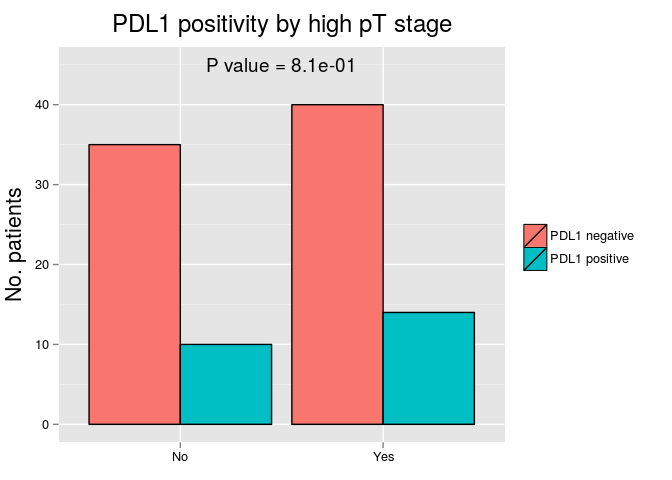 PDL1 positivity by high pT stage
P value = 8.1e-01
No. patients
40
30
20
10
0
No
Yes
PDL1 negative
PDL1 positive